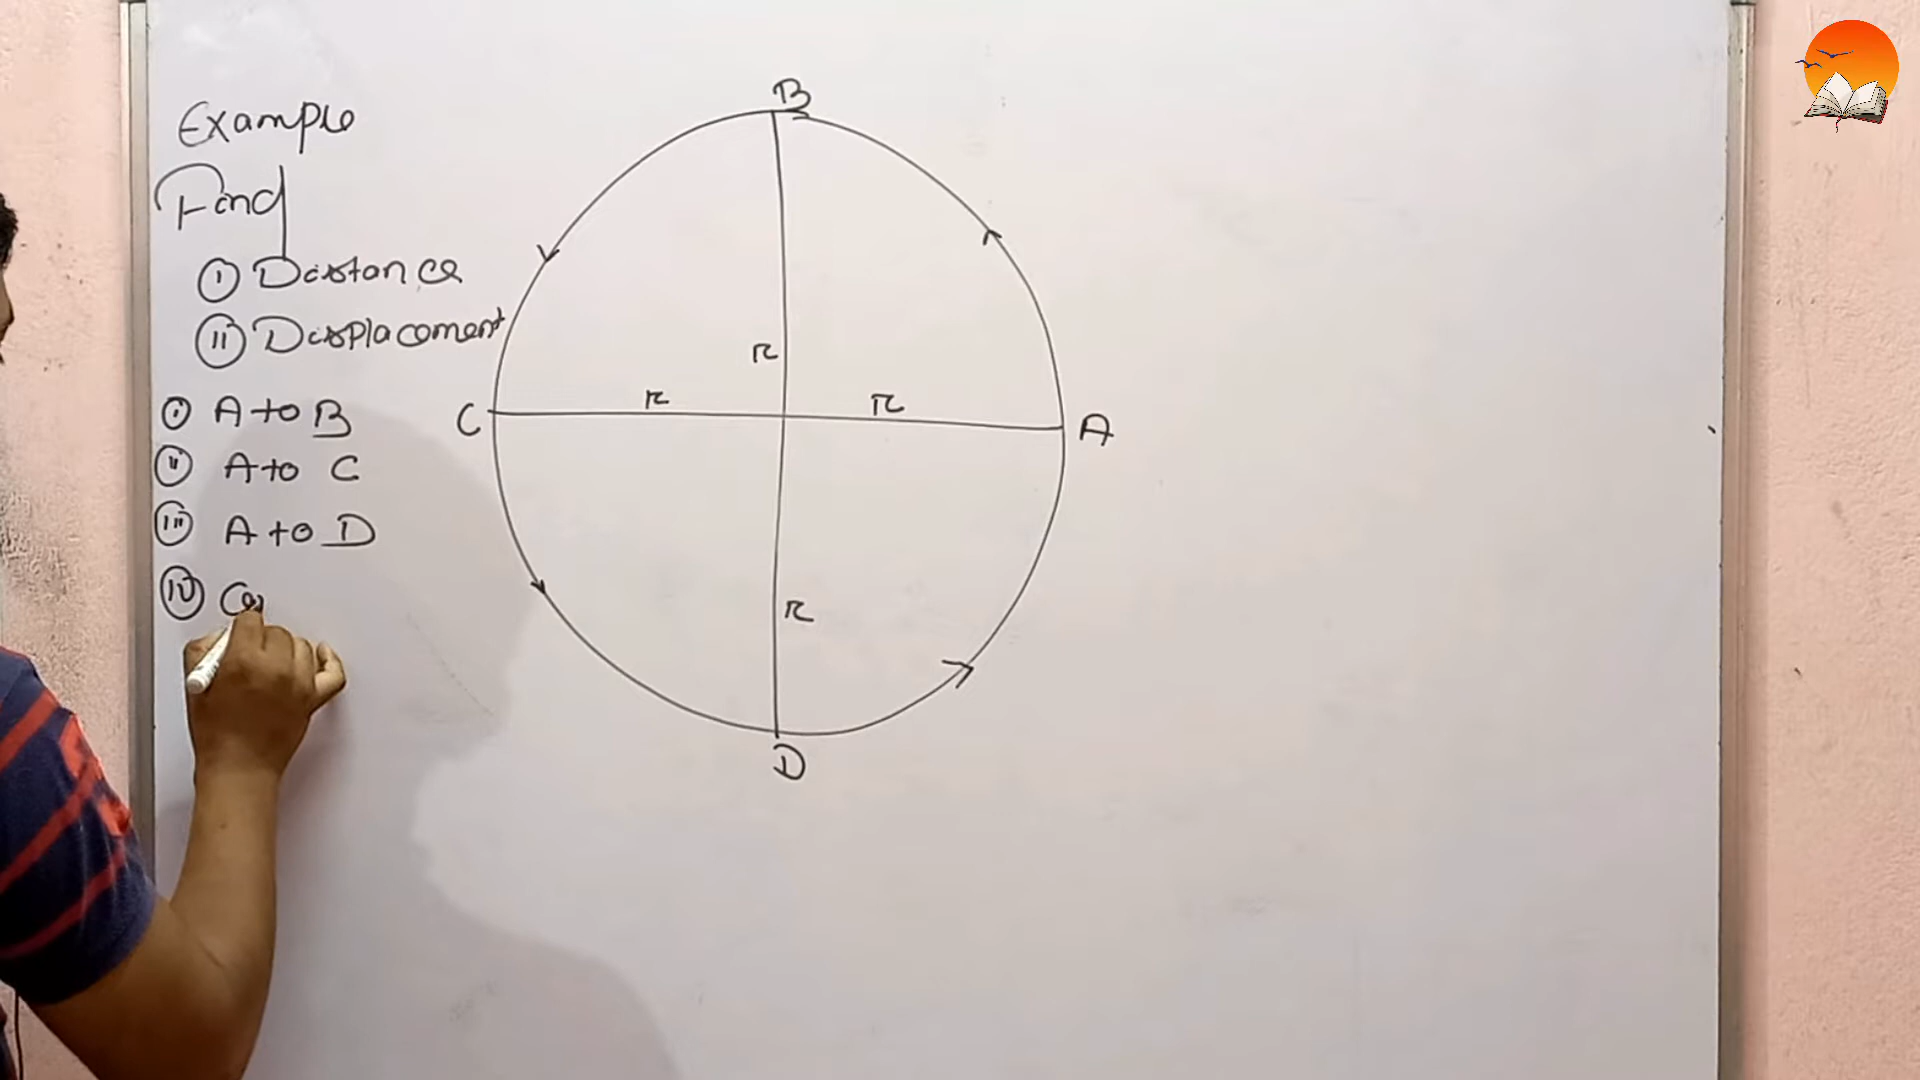 Example
Find
(i) Distance
(ii) Displacement
(i) A to B
(ii) A to C
(iii) A to D
(iv)
B
r
r
r
C
A
r
D